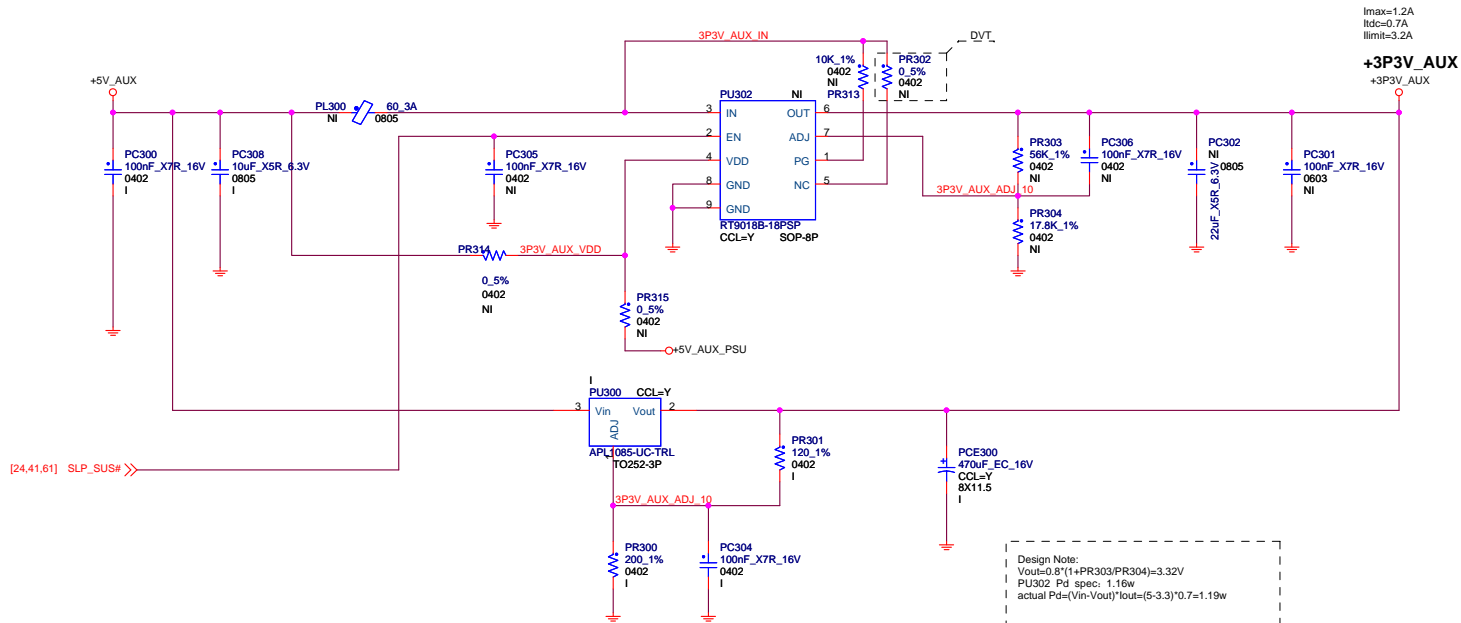 Imax=1.2A
Itdc=0.7A
Ilimit=3.2A
+3P3V_AUX
+3P3V_AUX
3P3V_AUX_IN
DVT
10K_1%
0402
NI
PR313
PR302
0_5%
0402
NI
+5V_AUX
PL300
NI
60_3A
0805
PU302
NI
3
IN
OUT
6
2
EN
ADJ
7
4
VDD
PG
1
8
GND
NC
5
9
GND
RT9018B-18PSP
CCL=Y
SOP-8P
PC300
100nF_X7R_16V
0402
I
PC308
10uF_X5R_6.3V
0805
I
PC305
100nF_X7R_16V
0402
NI
PR303
56K_1%
0402
NI
PC306
100nF_X7R_16V
0402
NI
PC302
NI
0805
22uF_X5R_6.3V
PC301
100nF_X7R_16V
0603
NI
3P3V_AUX_ADJ_10
PR304
17.8K_1%
0402
NI
PR314
3P3V_AUX_VDD
0_5%
0402
NI
PR315
0_5%
0402
NI
+5V_AUX_PSU
I
PU300
CCL=Y
3
Vin
Vout
2
ADJ
APL1085-UC-TRL
TO252-3P
[24,41,61] SLP_SUS#
PR301
120_1%
0402
I
PCE300
470uF_EC_16V
CCL=Y
8X11.5
I
3P3V_AUX_ADJ_10
PR300
200_1%
0402
I
PC304
100nF_X7R_16V
0402
I
Design Note:
Vout=0.8*(1+PR303/PR304)=3.32V
PU302 Pd spec: 1.16w
actual Pd=(Vin-Vout)*Iout=(5-3.3)*0.7=1.19w